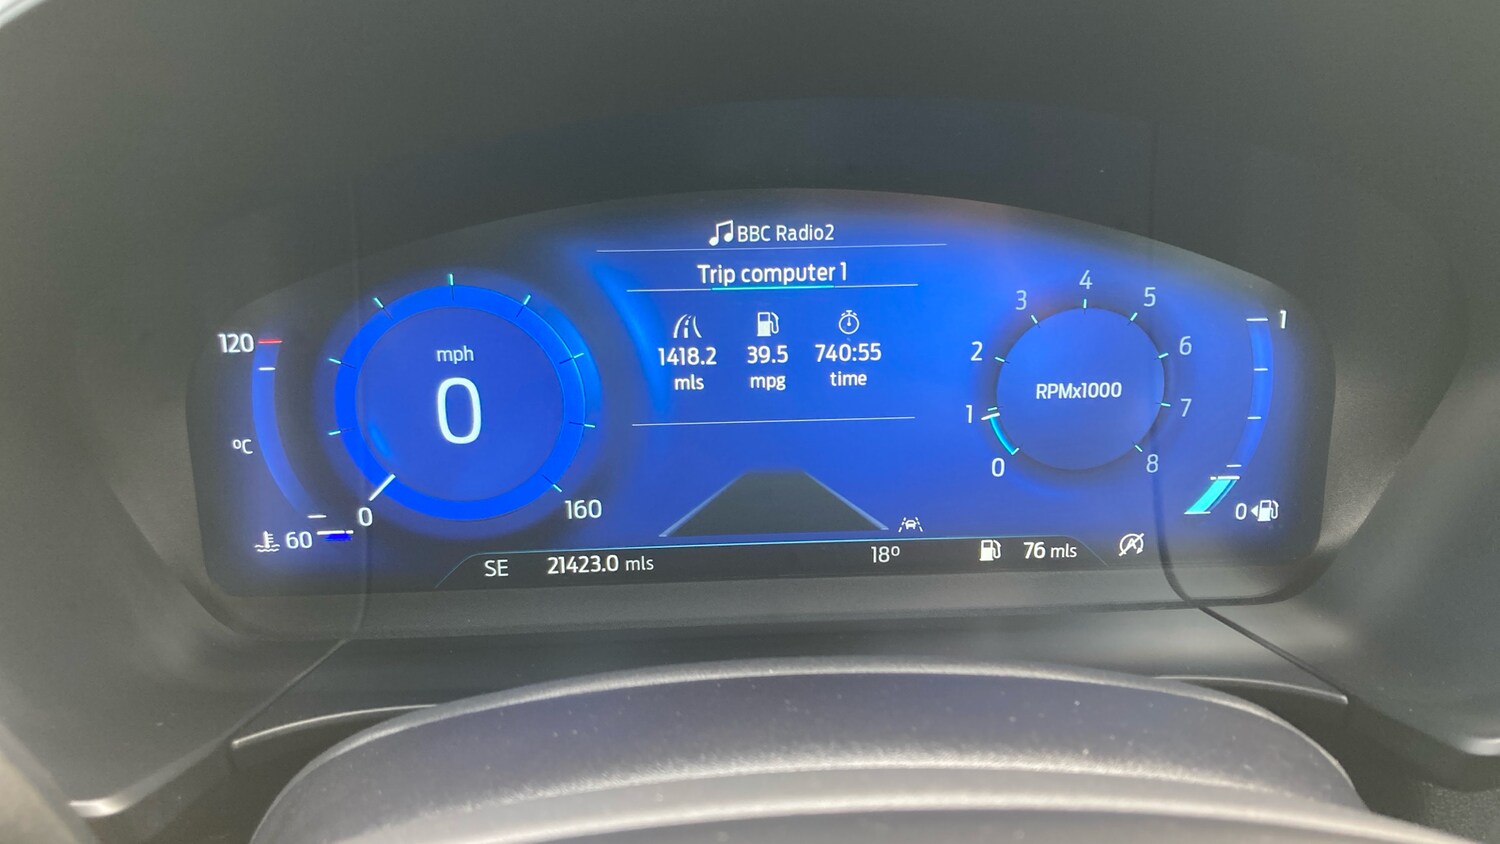 BBC Radio2
Trip computer 1
1418.2 39.5 740:55
mls mpg time
120
°C
60
mph
0
0
160
RPMx1000
0
1
2
3
4
5
6
7
8
1
0
SE 21423.0 mls 18° 76 mls
A